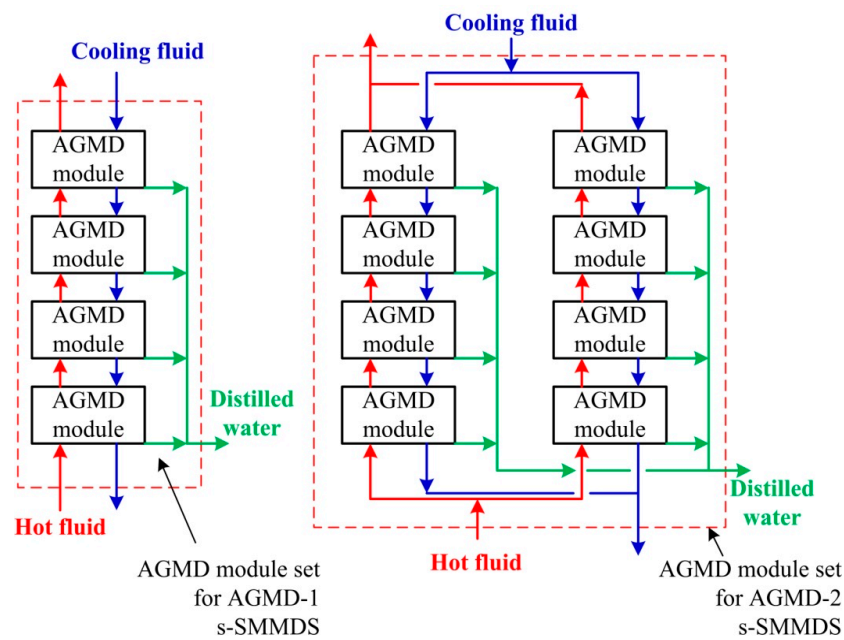 Cooling fluid
AGMD
module
AGMD
module
AGMD
module
AGMD
module
Distilled
water
Hot fluid
AGMD module set
for AGMD-1
s-SMMDS
Cooling fluid
AGMD
module
AGMD
module
AGMD
module
AGMD
module
AGMD
module
AGMD
module
AGMD
module
AGMD
module
Distilled
water
Hot fluid
AGMD module set
for AGMD-2
s-SMMDS